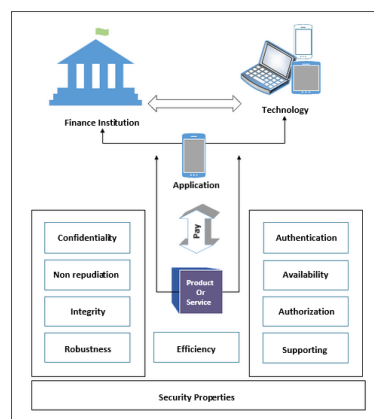 Finance Institution
Technology
Application
Pay
Confidentiality
Non repudiation
Integrity
Robustness
Product
Or
Service
Efficiency
Authentication
Availability
Authorization
Supporting
Security Properties